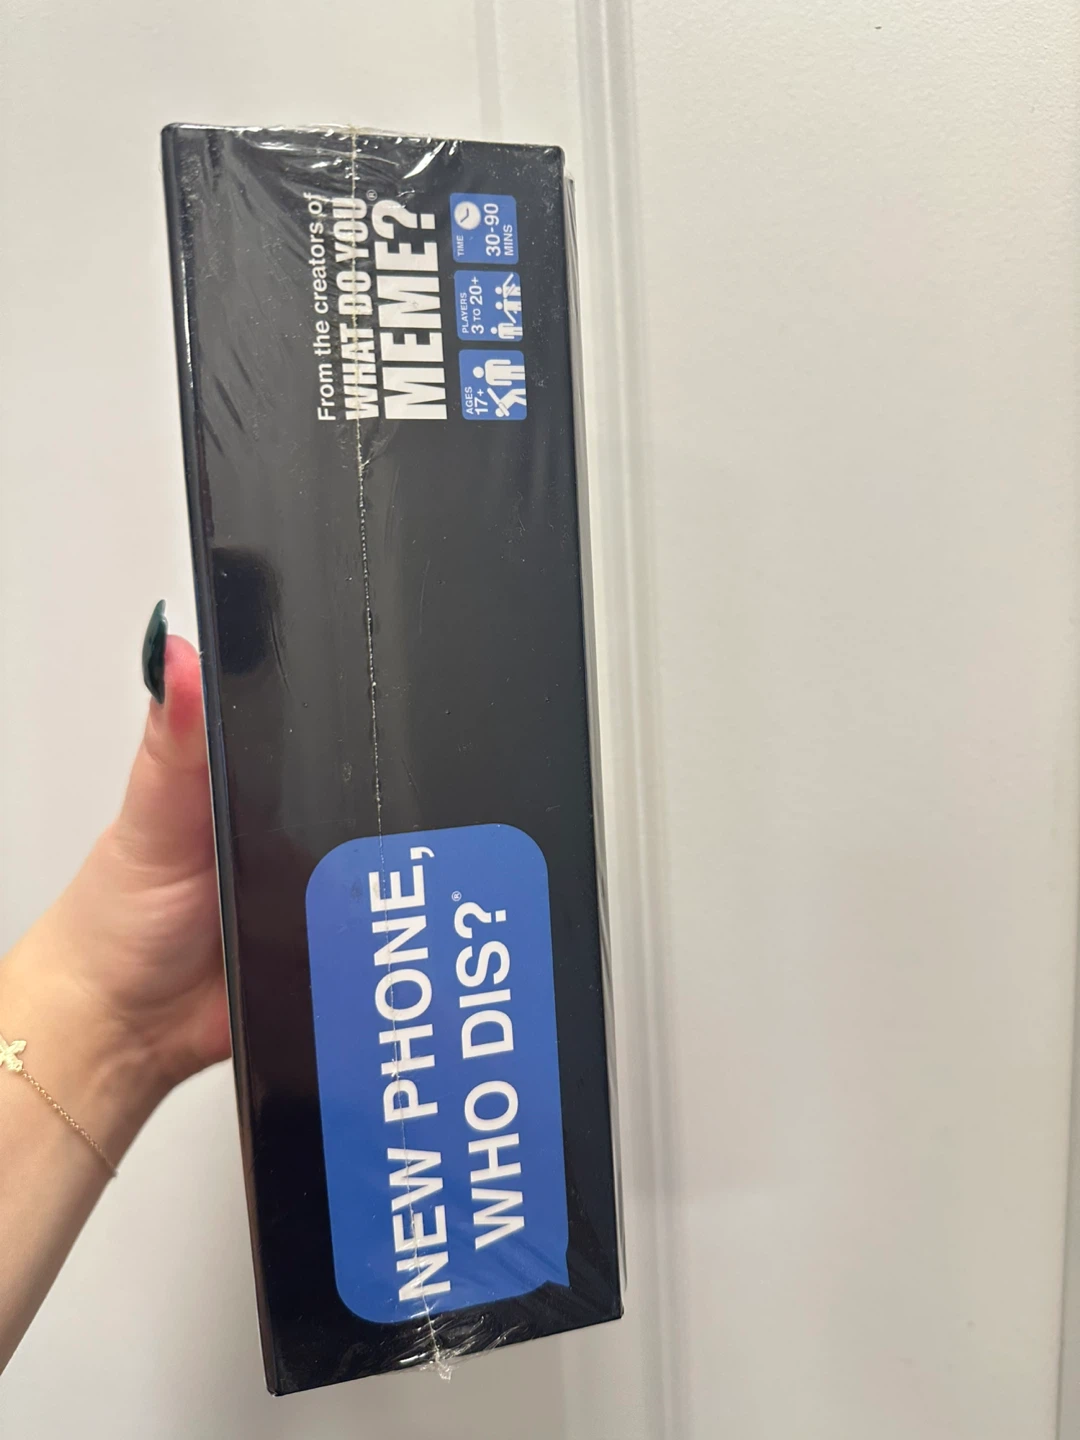 NEW PHONE,
WHO DIS?®
From the creators of
WHAT DO YOU
MEME?®
AGES
17+
PLAYERS
3 TO 20+
TIME
30-90
MINS